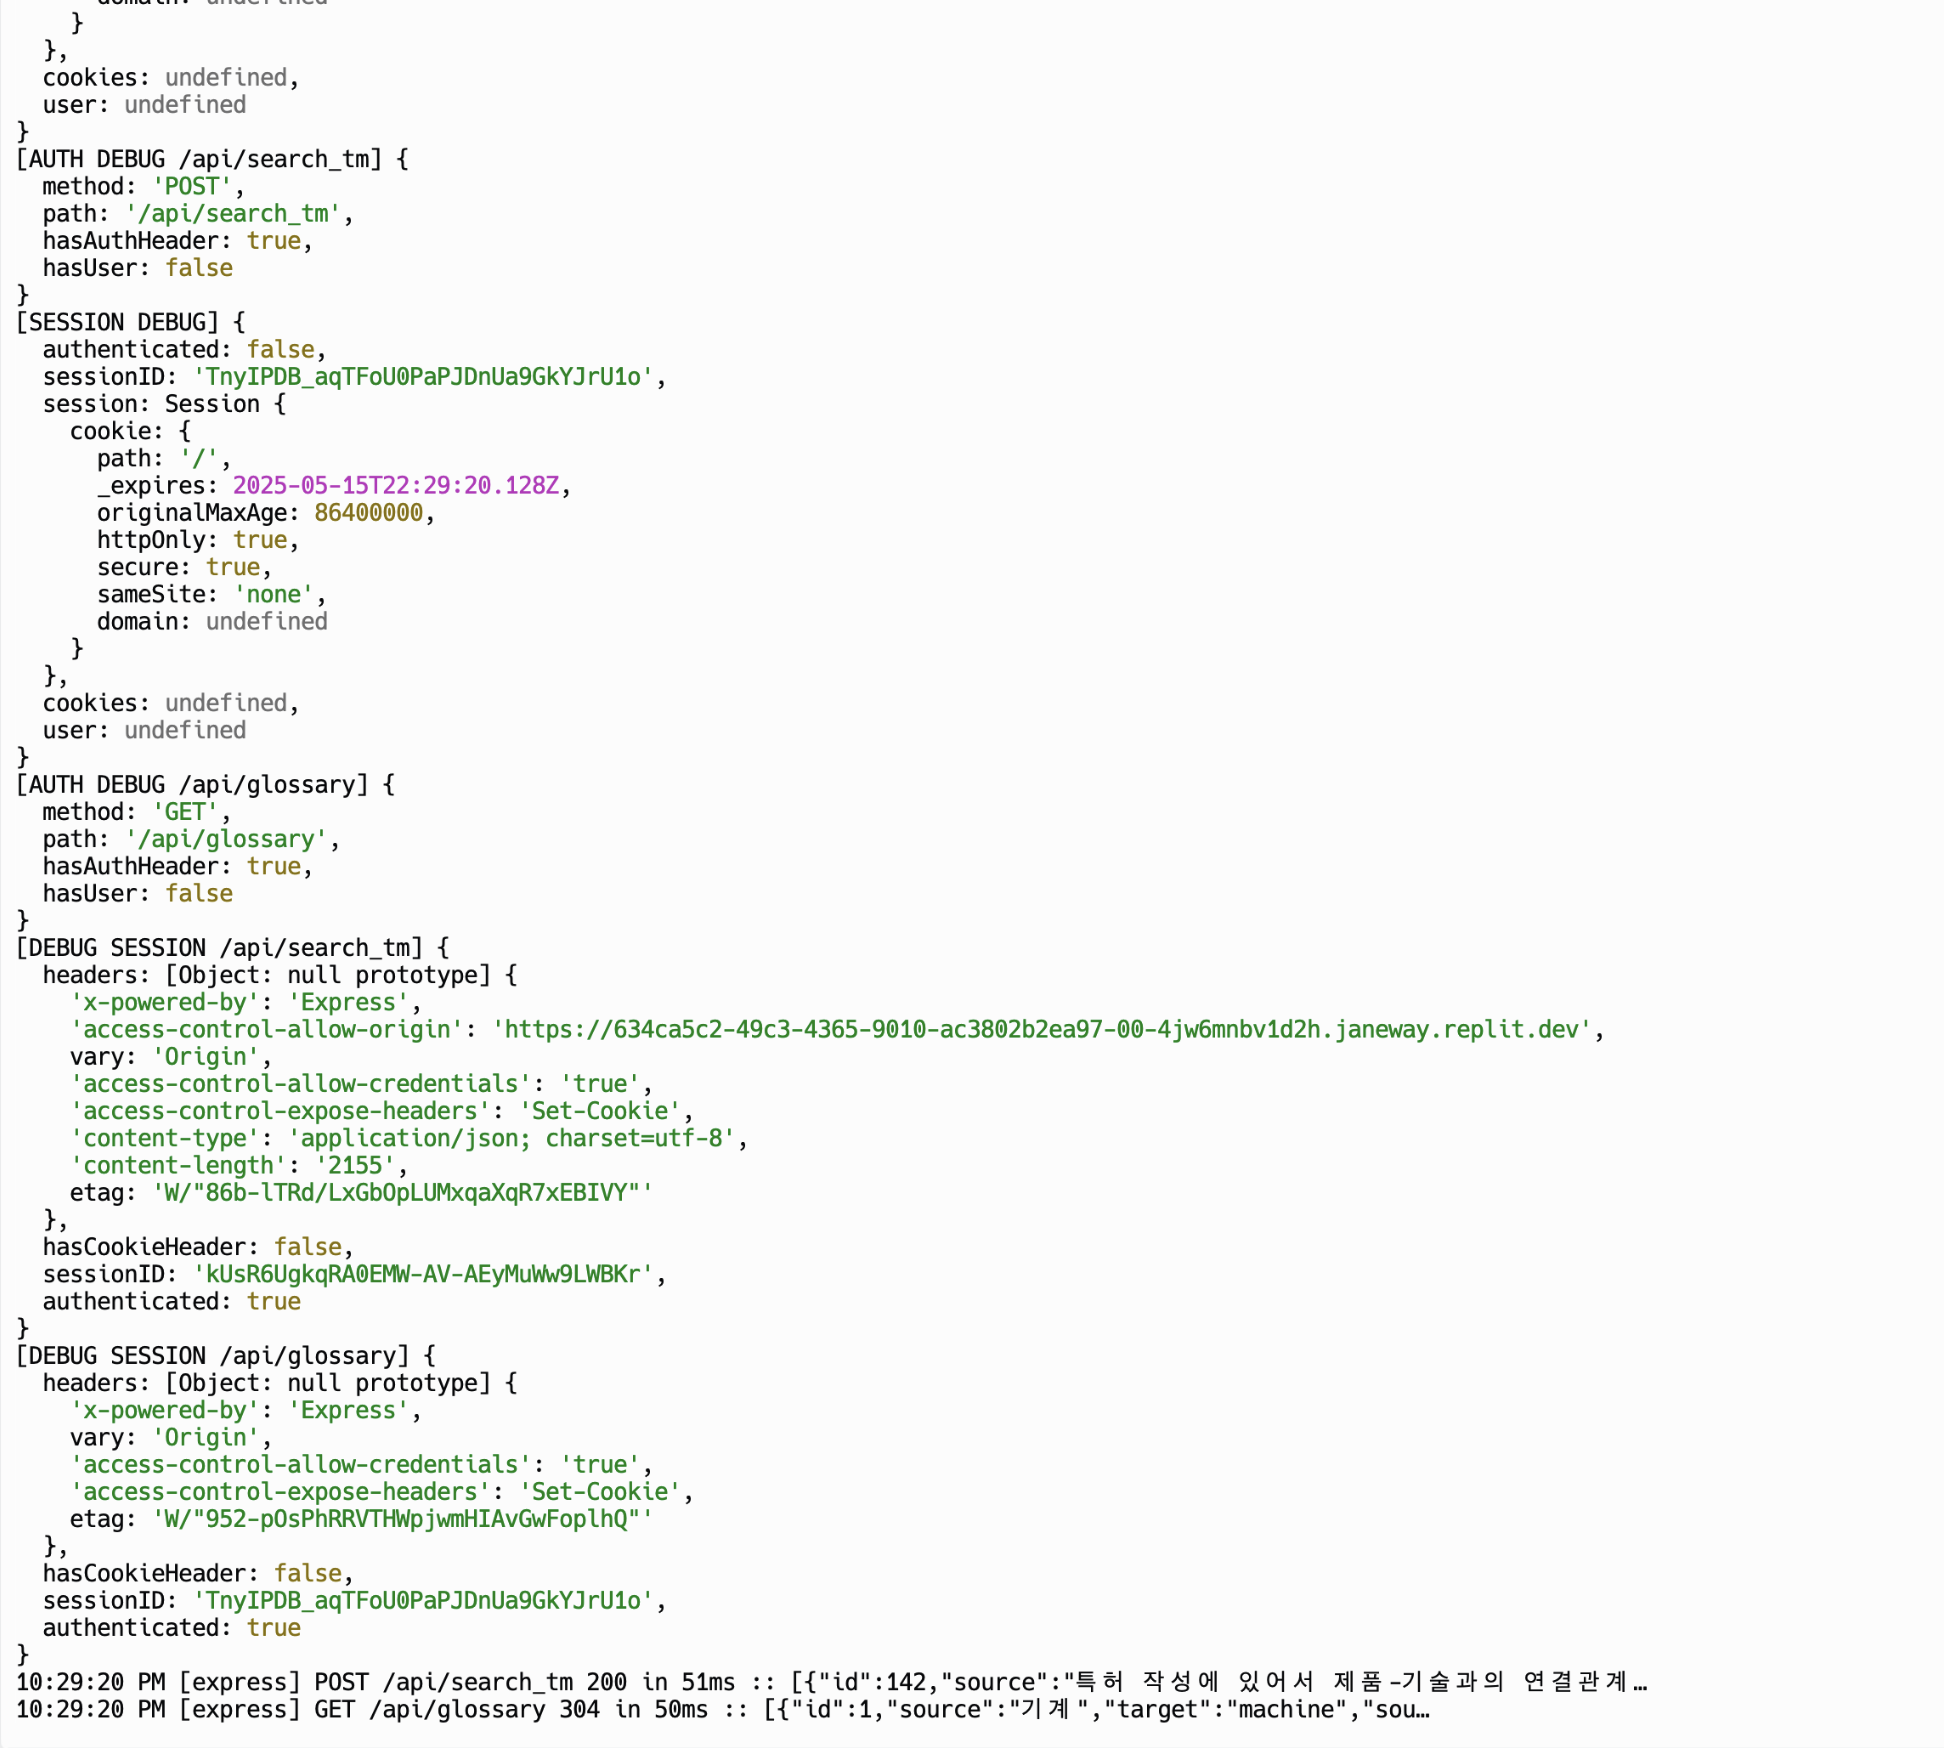 domain: undefined
    }
  },
  cookies: undefined,
  user: undefined
}
[AUTH DEBUG /api/search_tm] {
  method: 'POST',
  path: '/api/search_tm',
  hasAuthHeader: true,
  hasUser: false
}
[SESSION DEBUG] {
  authenticated: false,
  sessionID: 'TnyIPDB_aqTFoU0PaPJDnUa9GkYJrU1o',
  session: Session {
    cookie: {
      path: '/',
      _expires: 2025-05-15T22:29:20.128Z,
      originalMaxAge: 86400000,
      httpOnly: true,
      secure: true,
      sameSite: 'none',
      domain: undefined
    }
  },
  cookies: undefined,
  user: undefined
}
[AUTH DEBUG /api/glossary] {
  method: 'GET',
  path: '/api/glossary',
  hasAuthHeader: true,
  hasUser: false
}
[DEBUG SESSION /api/search_tm] {
  headers: [Object: null prototype] {
    'x-powered-by': 'Express',
    'access-control-allow-origin': 'https://634ca5c2-49c3-4365-9010-ac3802b2ea97-00-4jw6mnbv1d2h.janeway.replit.dev',
    vary: 'Origin',
    'access-control-allow-credentials': 'true',
    'access-control-expose-headers': 'Set-Cookie',
    'content-type': 'application/json; charset=utf-8',
    'content-length': '2155',
    etag: 'W/"86b-lTRd/LxGbOpLUMxqaXqR7xEBIVY"'
  },
  hasCookieHeader: false,
  sessionID: 'kUsR6UgkqRA0EMW-AV-AEyMuWw9LWBKr',
  authenticated: true
}
[DEBUG SESSION /api/glossary] {
  headers: [Object: null prototype] {
    'x-powered-by': 'Express',
    vary: 'Origin',
    'access-control-allow-credentials': 'true',
    'access-control-expose-headers': 'Set-Cookie',
    etag: 'W/"952-pOsPhRRVTHWpjwmHIAvGwFoplhQ"'
  },
  hasCookieHeader: false,
  sessionID: 'TnyIPDB_aqTFoU0PaPJDnUa9GkYJrU1o',
  authenticated: true
}
10:29:20 PM [express] POST /api/search_tm 200 in 51ms :: [{"id":142,"source":"특허 작성에 있어서 제품-기술과의 연결관계…
10:29:20 PM [express] GET /api/glossary 304 in 50ms :: [{"id":1,"source":"기계","target":"machine","sou…